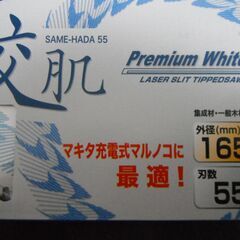 SAME-HADA 55
鮫肌
Premium White
LASER SLIT TIPPEDSAW
集成材・一般木材
外径(mm)
165
マキタ充電式マルノコに
最適!
刃数
55